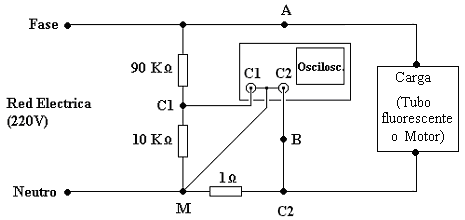 Fase
A
90 KΩ
C1 C2
Oscilosc.
Carga
(Tubo
fluorescente
o Motor)
Red Electrica
(220V)
C1
10 KΩ
B
1Ω
Neutro
M
C2